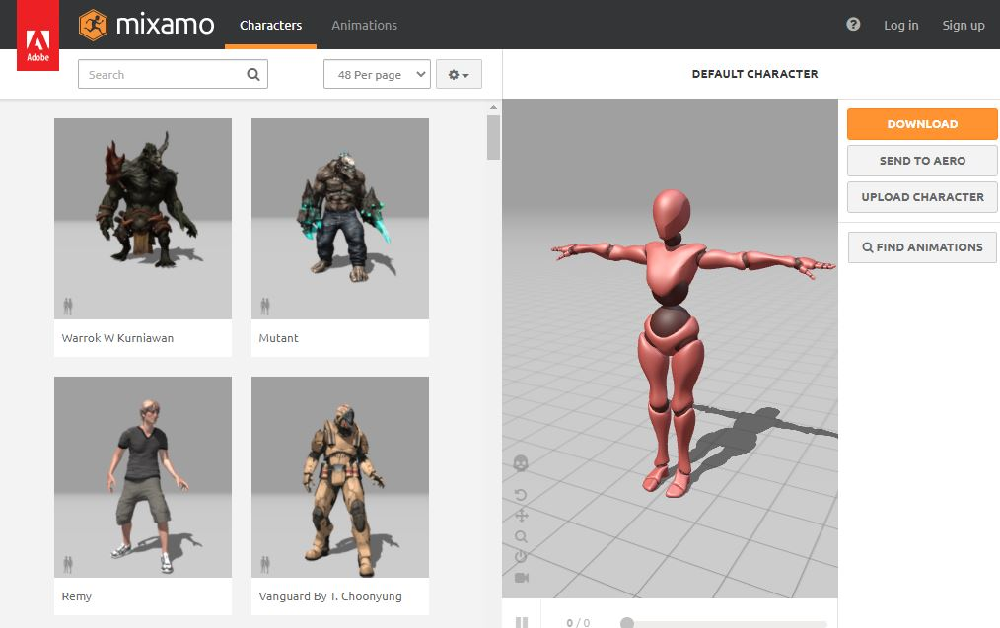 Adobe
mixamo
Characters
Animations
Log in
Sign up
Search
48 Per page
DEFAULT CHARACTER
DOWNLOAD
SEND TO AERO
UPLOAD CHARACTER
FIND ANIMATIONS
Warrok W Kurniawan
Mutant
Remy
Vanguard By T. Choonyung
0 / 0